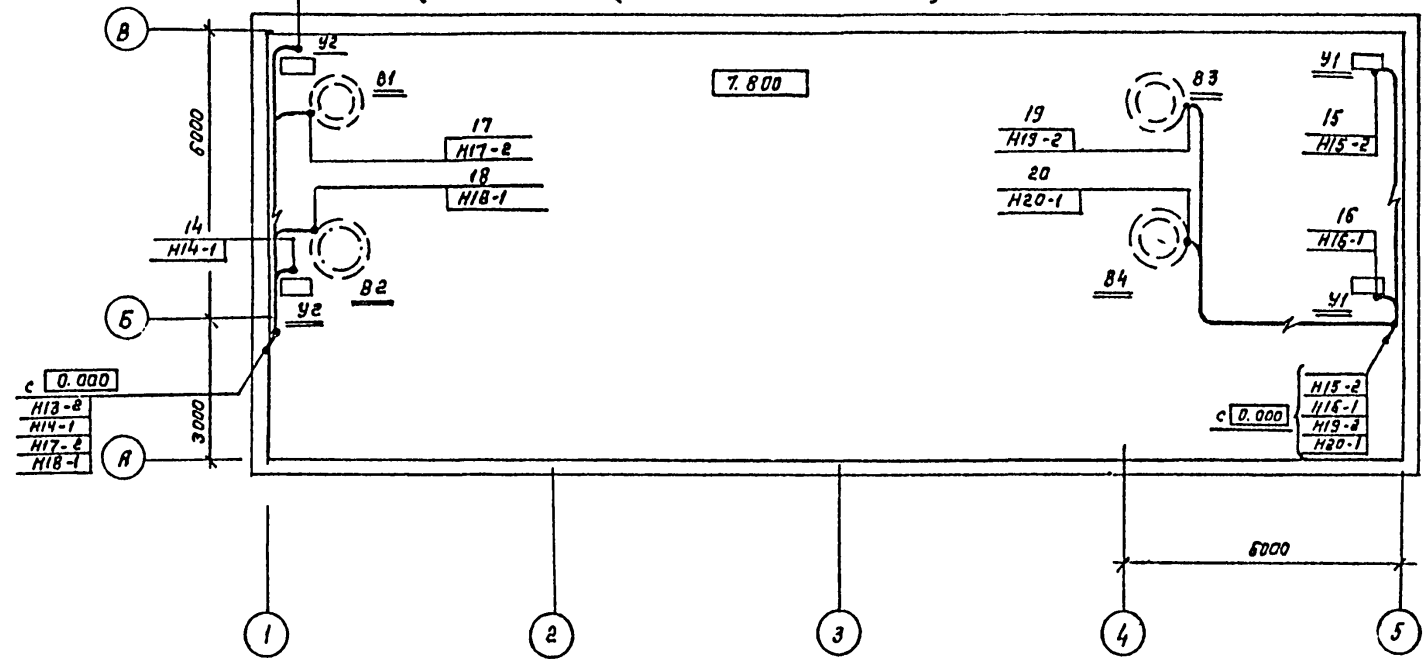 В
У2
В1
7.800
В3
У1
6000
17
Н17-2
18
Н18-1
19
Н19-2
20
Н20-1
15
Н15-2
16
Н16-1
14
Н14-1
В2
В4
У1
Б
У2
с 0.000
Н13-2
Н14-1
Н17-2
Н18-1
3000
А
с 0.000
Н15-2
Н16-1
Н19-2
Н20-1
6000
1
2
3
4
5